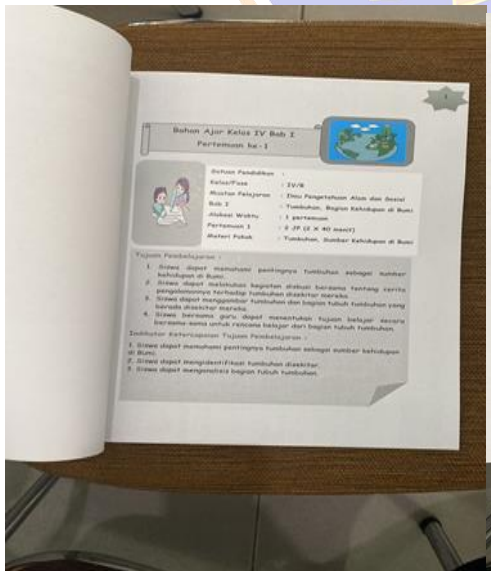 1
Bahan Ajar Kelas IV Bab I
Pertemuan ke-1
Satuan Pendidikan :
Kelas/Fase : IV/B
Muatan Pelajaran : Ilmu Pengetahuan Alam dan Sosial
Bab I : Tumbuhan, Bagian Kehidupan di Bumi
Alokasi Waktu : 1 pertemuan
Pertemuan 1 : 2 JP (2 X 40 menit)
Materi Pokok : Tumbuhan, Sumber Kehidupan di Bumi
Tujuan Pembelajaran :
1. Siswa dapat memahami pentingnya tumbuhan sebagai sumber
kehidupan di Bumi.
2. Siswa dapat melakukan kegiatan diskusi bersama tentang cerita
pengalamannya terhadap tumbuhan disekitar mereka.
3. Siswa dapat menggambar tumbuhan dan bagian tubuh tumbuhan yang
berada disekitar mereka.
4. Siswa bersama guru dapat menentukan tujuan belajar secara
bersama-sama untuk rencana belajar dari bagian tubuh tumbuhan.
Indikator Ketercapaian Tujuan Pembelajaran :
1. Siswa dapat memahami pentingnya tumbuhan sebagai sumber kehidupan
di Bumi.
2. Siswa dapat mengidentifikasi tumbuhan disekitar.
3. Siswa dapat menganalisis bagian tubuh tumbuhan.